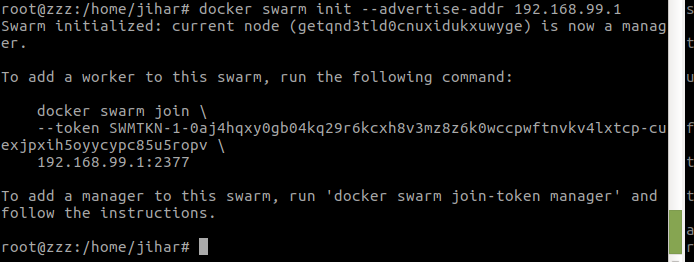 root@zzz:/home/jihar# docker swarm init --advertise-addr 192.168.99.1
Swarm initialized: current node (getqnd3tld0cnuxidukxuwyge) is now a manag
er.
To add a worker to this swarm, run the following command:
docker swarm join \
--token SWMTKN-1-0aj4hqxy0gb04kq29r6kcxh8v3mz8z6k0wccpwftnvkv4lxtcp-cu
exjpxih5oyycypc85u5ropv \
192.168.99.1:2377
To add a manager to this swarm, run 'docker swarm join-token manager' and
follow the instructions.
root@zzz:/home/jihar#